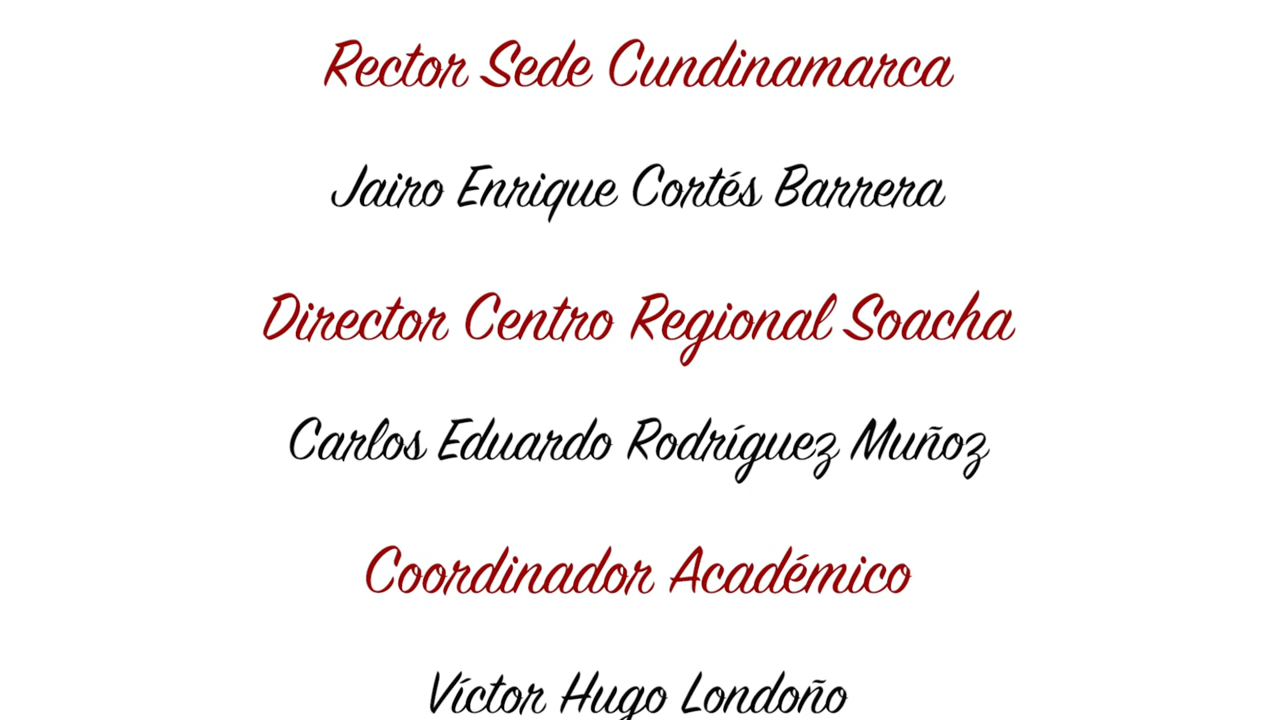 Rector Sede Cundinamarca
Jairo Enrique Cortés Barrera
Director Centro Regional Soacha
Carlos Eduardo Rodríguez Muñoz
Coordinador Académico
Víctor Hugo Londoño